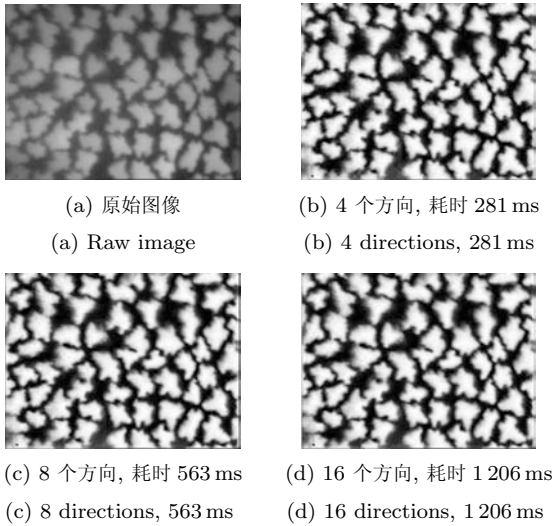 (a) 原始图像
(a) Raw image
(b) 4 个方向, 耗时 281 ms
(b) 4 directions, 281 ms
(c) 8 个方向, 耗时 563 ms
(c) 8 directions, 563 ms
(d) 16 个方向, 耗时 1 206 ms
(d) 16 directions, 1 206 ms